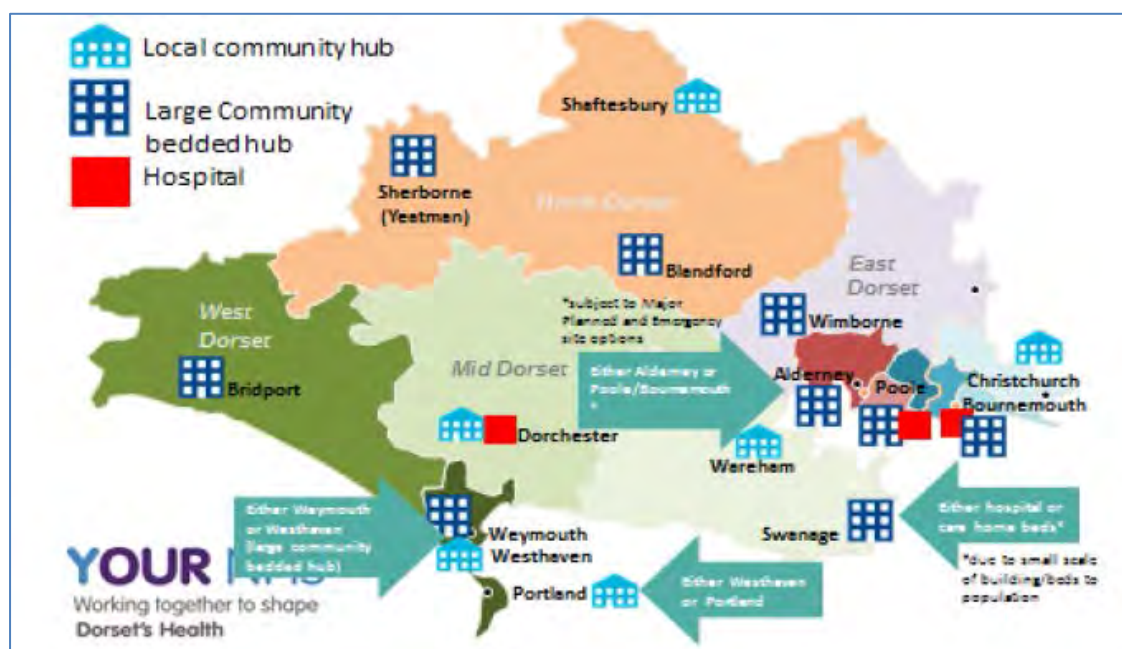 Local community hub
Large Community
bedded hub
Hospital
Shaftesbury
Sherborne
(Yeatman)
North Dorset
Blandford
East
Dorset
*subject to Major
Planned and Emergency
site options
Wimborne
West
Dorset
Bridport
Mid Dorset
Either Alderney or
Poole/Bournemouth
*
Alderney
Poole
Christchurch
Bournemouth
Dorchester
Wareham
Either Weymouth
or Westhaven
(large community
bedded hub)
Weymouth
Westhaven
Swanage
Either hospital or
care home beds*
*due to small scale
of building/beds to
population
Portland
Either Westhaven
or Portland
YOUR NHS
Working together to shape
Dorset's Health